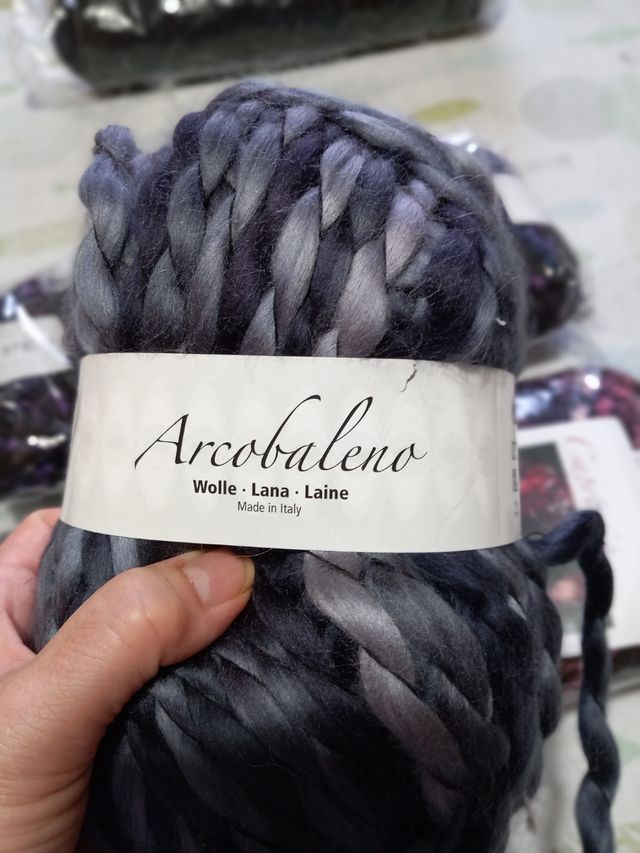 Arcobaleno
Wolle · Lana · Laine
Made in Italy